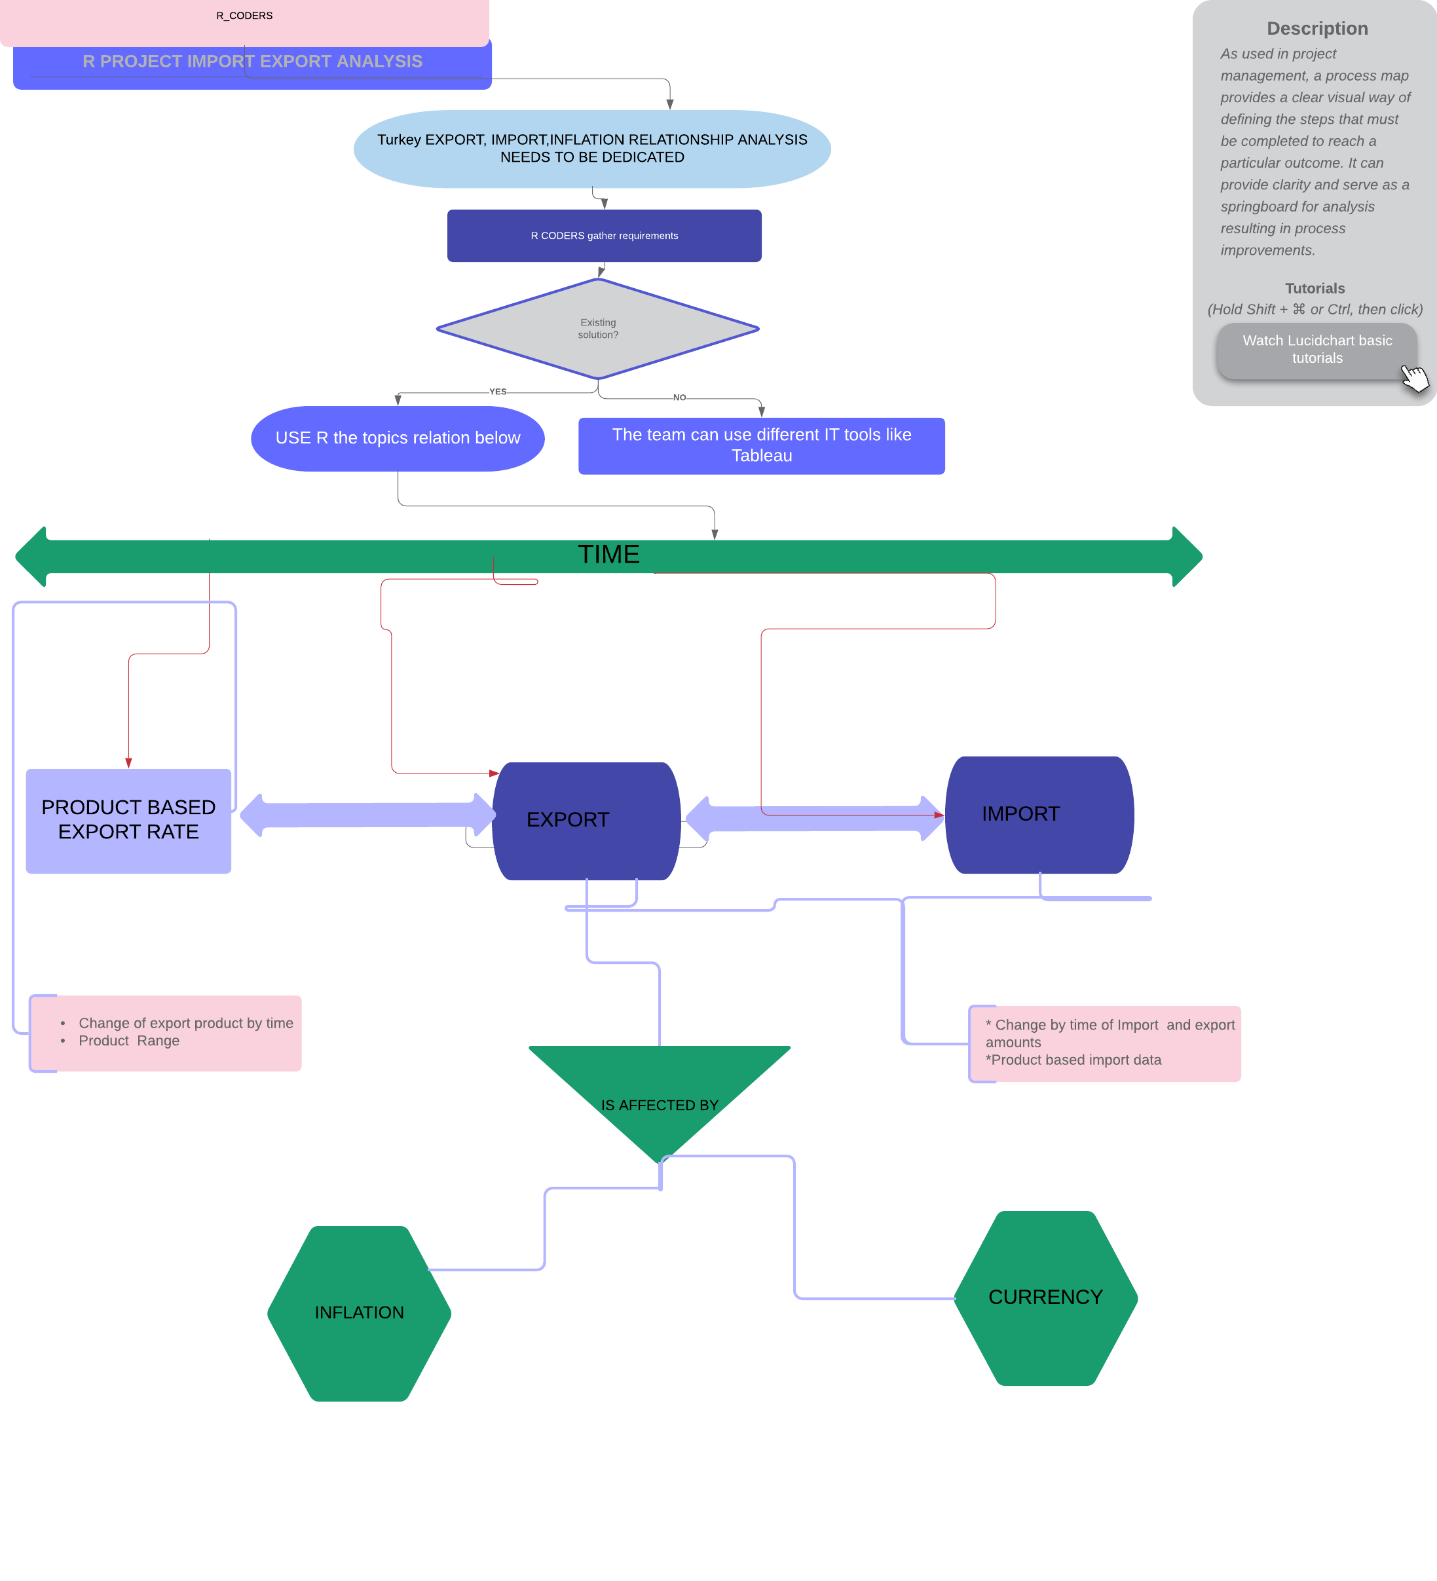 R_CODERS
R PROJECT IMPORT EXPORT ANALYSIS
Turkey EXPORT, IMPORT,INFLATION RELATIONSHIP ANALYSIS
NEEDS TO BE DEDICATED
R CODERS gather requirements
Existing
solution?
YES
NO
USE R the topics relation below
The team can use different IT tools like
Tableau
Description
As used in project
management, a process map
provides a clear visual way of
defining the steps that must
be completed to reach a
particular outcome. It can
provide clarity and serve as a
springboard for analysis
resulting in process
improvements.
Tutorials
(Hold Shift + ⌘ or Ctrl, then click)
Watch Lucidchart basic
tutorials
TIME
PRODUCT BASED
EXPORT RATE
EXPORT
IMPORT
• Change of export product by time
• Product  Range
* Change by time of Import  and export
amounts
*Product based import data
IS AFFECTED BY
INFLATION
CURRENCY